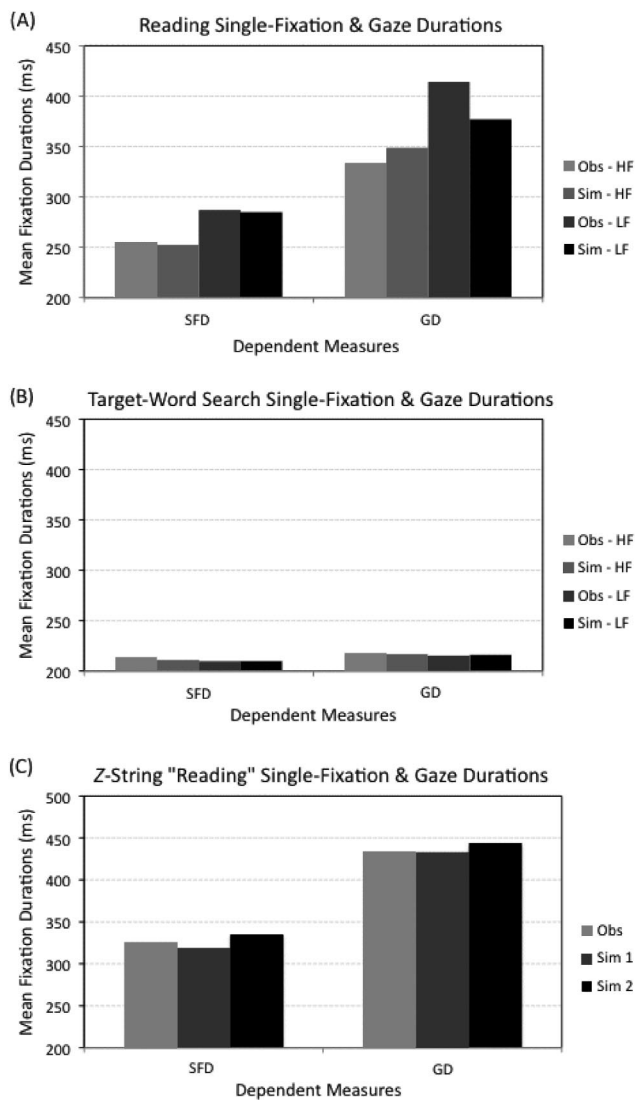 (A)
Reading Single-Fixation & Gaze Durations
Mean Fixation Durations (ms)
450
400
350
300
250
200
SFD
GD
Dependent Measures
Obs - HF
Sim - HF
Obs - LF
Sim - LF
(B)
Target-Word Search Single-Fixation & Gaze Durations
Mean Fixation Durations (ms)
450
400
350
300
250
200
SFD
GD
Dependent Measures
Obs - HF
Sim - HF
Obs - LF
Sim - LF
(C)
Z-String "Reading" Single-Fixation & Gaze Durations
Mean Fixation Durations (ms)
500
450
400
350
300
250
200
SFD
GD
Dependent Measures
Obs
Sim 1
Sim 2